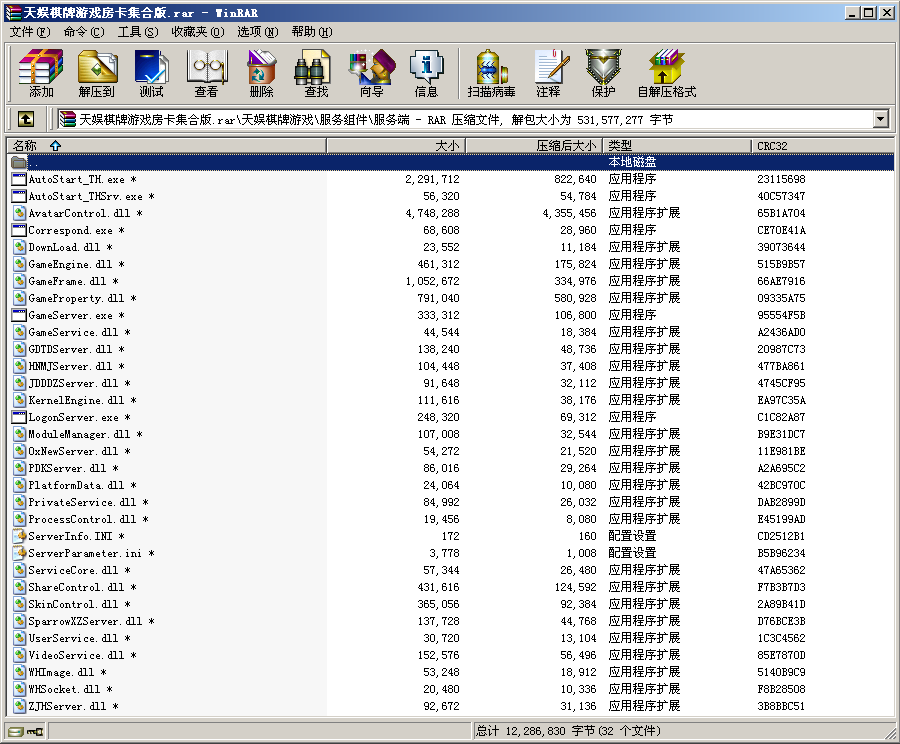 天娱棋牌游戏房卡集合版.rar - WinRAR
文件(F) 命令(C) 工具(S) 收藏夹(O) 选项(N) 帮助(H)
添加 解压到 测试 查看 删除 查找 向导 信息 扫描病毒 注释 保护 自解压格式
天娱棋牌游戏房卡集合版.rar\天娱棋牌游戏\服务组件\服务端 - RAR 压缩文件, 解包大小为 531,577,277 字节
名称 大小 压缩后大小 类型 CRC32
.. 本地磁盘
AutoStart_TH.exe * 2,291,712 822,640 应用程序 23115698
AutoStart_THSrv.exe * 56,320 54,784 应用程序 40C57347
AvatarControl.dll * 4,748,288 4,355,456 应用程序扩展 65B1A704
Correspond.exe * 68,608 28,960 应用程序 CE70E41A
DownLoad.dll * 23,552 11,184 应用程序扩展 39073644
GameEngine.dll * 461,312 175,824 应用程序扩展 515B9B57
GameFrame.dll * 1,052,672 334,976 应用程序扩展 66AE7916
GameProperty.dll * 791,040 580,928 应用程序扩展 09335A75
GameServer.exe * 333,312 106,800 应用程序 95554F5B
GameService.dll * 44,544 18,384 应用程序扩展 A2436AD0
GDTDServer.dll * 138,240 48,736 应用程序扩展 20987C73
HNMJServer.dll * 104,448 37,408 应用程序扩展 477BA861
JDDDZServer.dll * 91,648 32,112 应用程序扩展 4745CF95
KernelEngine.dll * 111,616 38,176 应用程序扩展 EA97C35A
LogonServer.exe * 248,320 69,312 应用程序 C1C82A87
ModuleManager.dll * 107,008 32,544 应用程序扩展 B9E31DC7
OxNewServer.dll * 54,272 21,520 应用程序扩展 11E981BE
PDKServer.dll * 86,016 29,264 应用程序扩展 A2A695C2
PlatformData.dll * 24,064 10,080 应用程序扩展 42BC970C
PrivateService.dll * 84,992 26,032 应用程序扩展 DAB2899D
ProcessControl.dll * 19,456 8,080 应用程序扩展 E45199AD
ServerInfo.INI * 172 160 配置设置 CD2512B1
ServerParameter.ini * 3,778 1,008 配置设置 B5B96234
ServiceCore.dll * 57,344 26,480 应用程序扩展 47A65362
ShareControl.dll * 431,616 124,592 应用程序扩展 F7B3B7D3
SkinControl.dll * 365,056 92,384 应用程序扩展 2A89B41D
SparrowXZServer.dll * 137,728 44,768 应用程序扩展 D76BCE3B
UserService.dll * 30,720 13,104 应用程序扩展 1C3C4562
VideoService.dll * 152,576 56,496 应用程序扩展 85E7870D
WHImage.dll * 53,248 18,912 应用程序扩展 5140B9C9
WHSocket.dll * 20,480 10,336 应用程序扩展 F8B28508
ZJHServer.dll * 92,672 31,136 应用程序扩展 3B8BBC51
总计 12,286,830 字节(32 个文件)